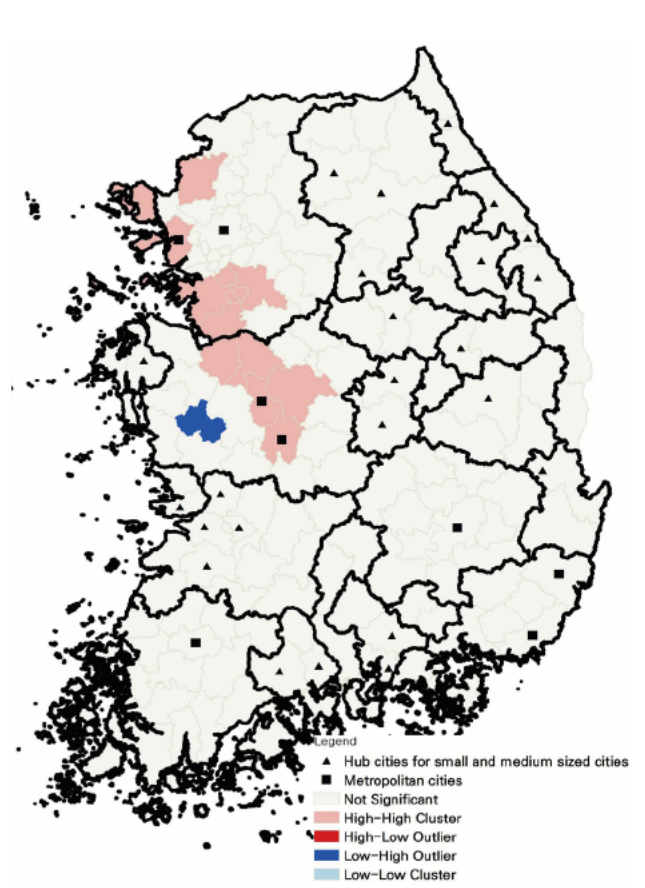 Legend
Hub cities for small and medium sized cities
Metropolitan cities
Not Significant
High-High Cluster
High-Low Outlier
Low-High Outlier
Low-Low Cluster